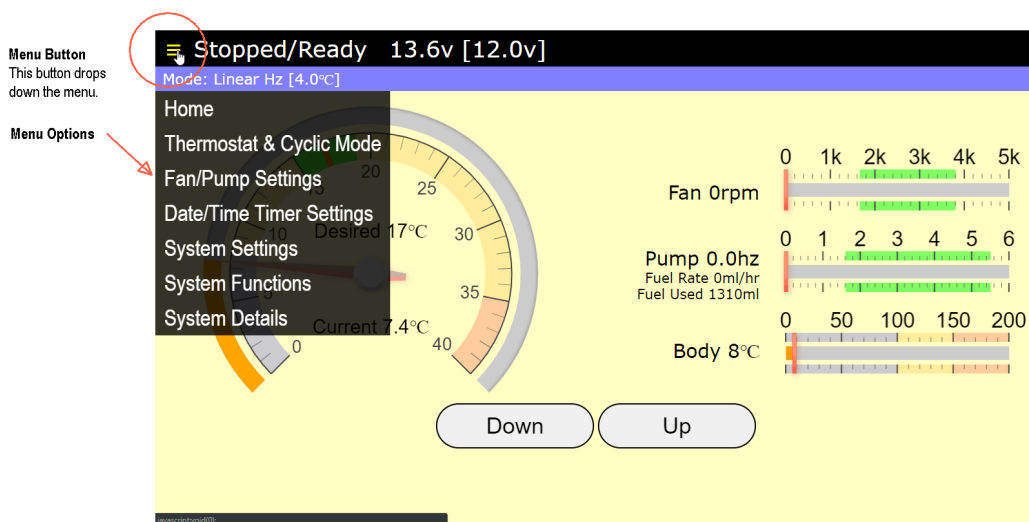 Menu Button
This button drops
down the menu.
Menu Options
Stopped/Ready 13.6v [12.0v]
Mode: Linear Hz [4.0℃]
Home
Thermostat & Cyclic Mode
Fan/Pump Settings
Date/Time Timer Settings
System Settings
System Functions
System Details
0
5
10
20
25
30
35
40
Desired 17℃
Current 7.4℃
Fan 0rpm
0 1k 2k 3k 4k 5k
Pump 0.0hz
Fuel Rate 0ml/hr
Fuel Used 1310ml
0 1 2 3 4 5 6
Body 8℃
0 50 100 150 200
Down
Up
javascript:void(0);